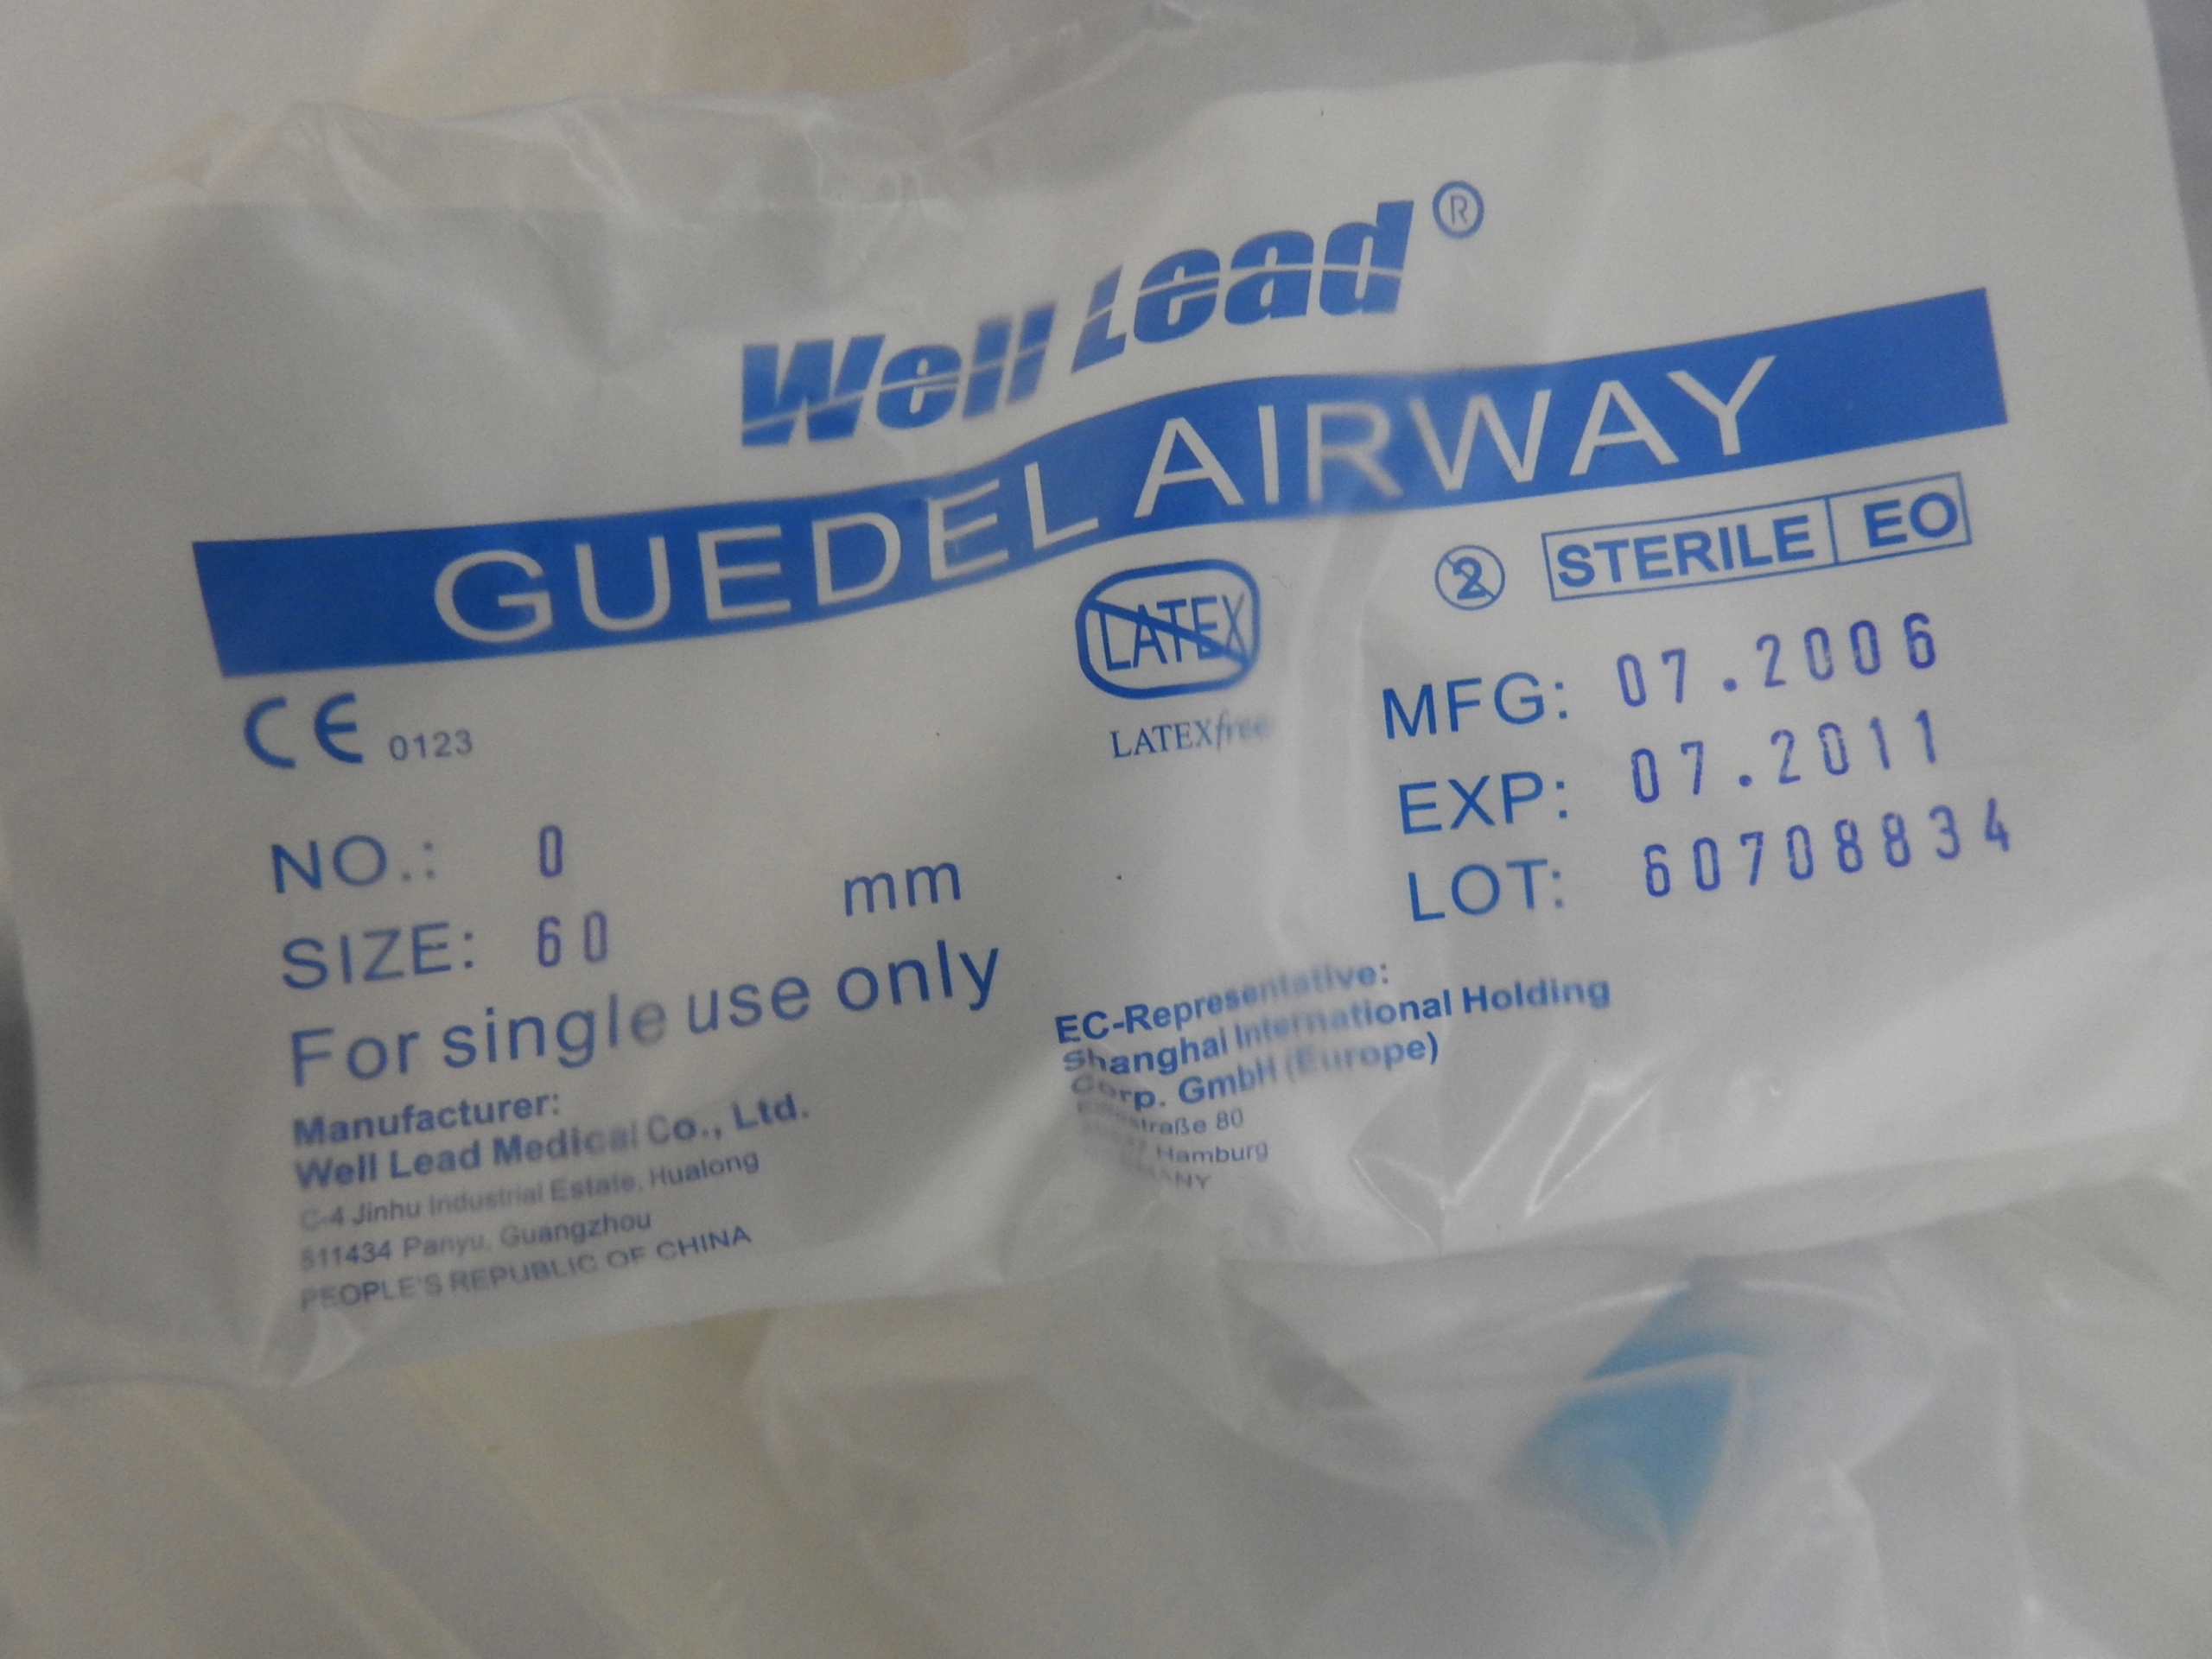 Well Lead®
GUEDEL AIRWAY
CE 0123
LATEX
LATEXfree
2 STERILE EO
MFG: 07.2006
EXP: 07.2011
LOT: 60708834
NO.: 0
SIZE: 60 mm
For single use only
Manufacturer:
Well Lead Medical Co., Ltd.
C-4 Jinhu Industrial Estate, Hualong
511434 Panyu, Guangzhou
PEOPLE'S REPUBLIC OF CHINA
EC-Representative:
Shanghai International Holding
Corp. GmbH (Europe)
80
Hamburg